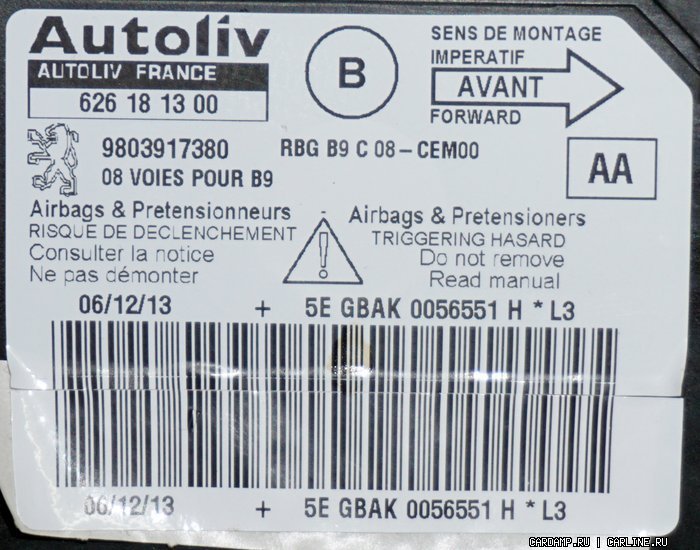 Autoliv
AUTOLIV FRANCE
626 18 13 00
B
SENS DE MONTAGE
IMPERATIF
AVANT
FORWARD
9803917380
RBG B9 C 08-CEM00
08 VOIES POUR B9
AA
Airbags & Pretensionneurs
RISQUE DE DECLENCHEMENT
Consulter la notice
Ne pas démonter
!
Airbags & Pretensioners
TRIGGERING HASARD
Do not remove
Read manual
06/12/13 + 5E GBAK 0056551 H * L3
06/12/13 + 5E GBAK 0056551 H * L3
CARDAMP.RU | CARLINE.RU